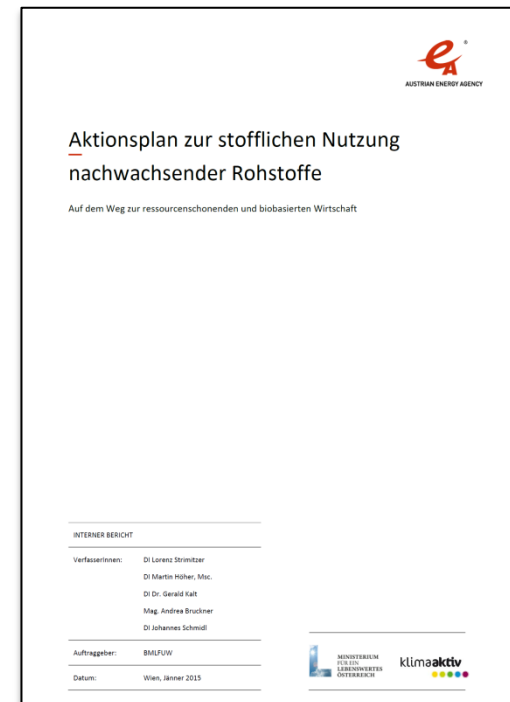 eA
®
AUSTRIAN ENERGY AGENCY
Aktionsplan zur stofflichen Nutzung
nachwachsender Rohstoffe
Auf dem Weg zur ressourcenschonenden und biobasierten Wirtschaft
INTERNER BERICHT
VerfasserInnen: DI Lorenz Strimitzer
DI Martin Höher, Msc.
DI Dr. Gerald Kalt
Mag. Andrea Bruckner
DI Johannes Schmidl
Auftraggeber: BMLFUW
Datum: Wien, Jänner 2015
MINISTERIUM
FÜR EIN
LEBENSWERTES
ÖSTERREICH
klimaaktiv